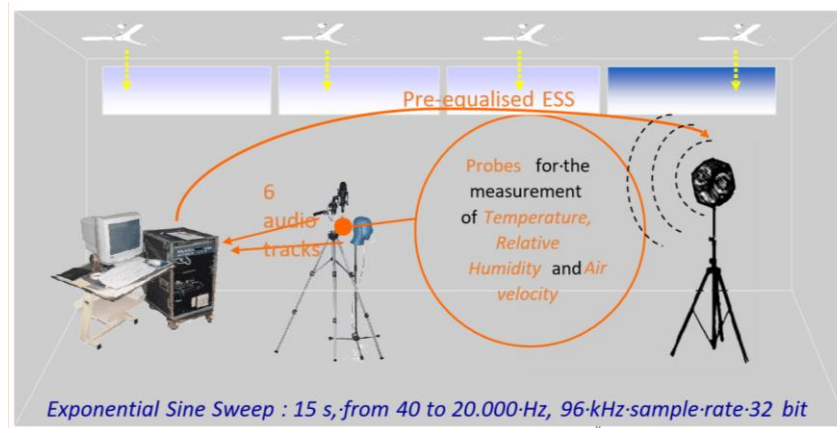 Pre-equalised ESS
6
audio
tracks
Probes for·the
measurement
of Temperature,
Relative
Humidity and Air
velocity
Exponential Sine Sweep : 15 s,·from 40 to 20.000·Hz, 96·kHz·sample·rate·32 bit